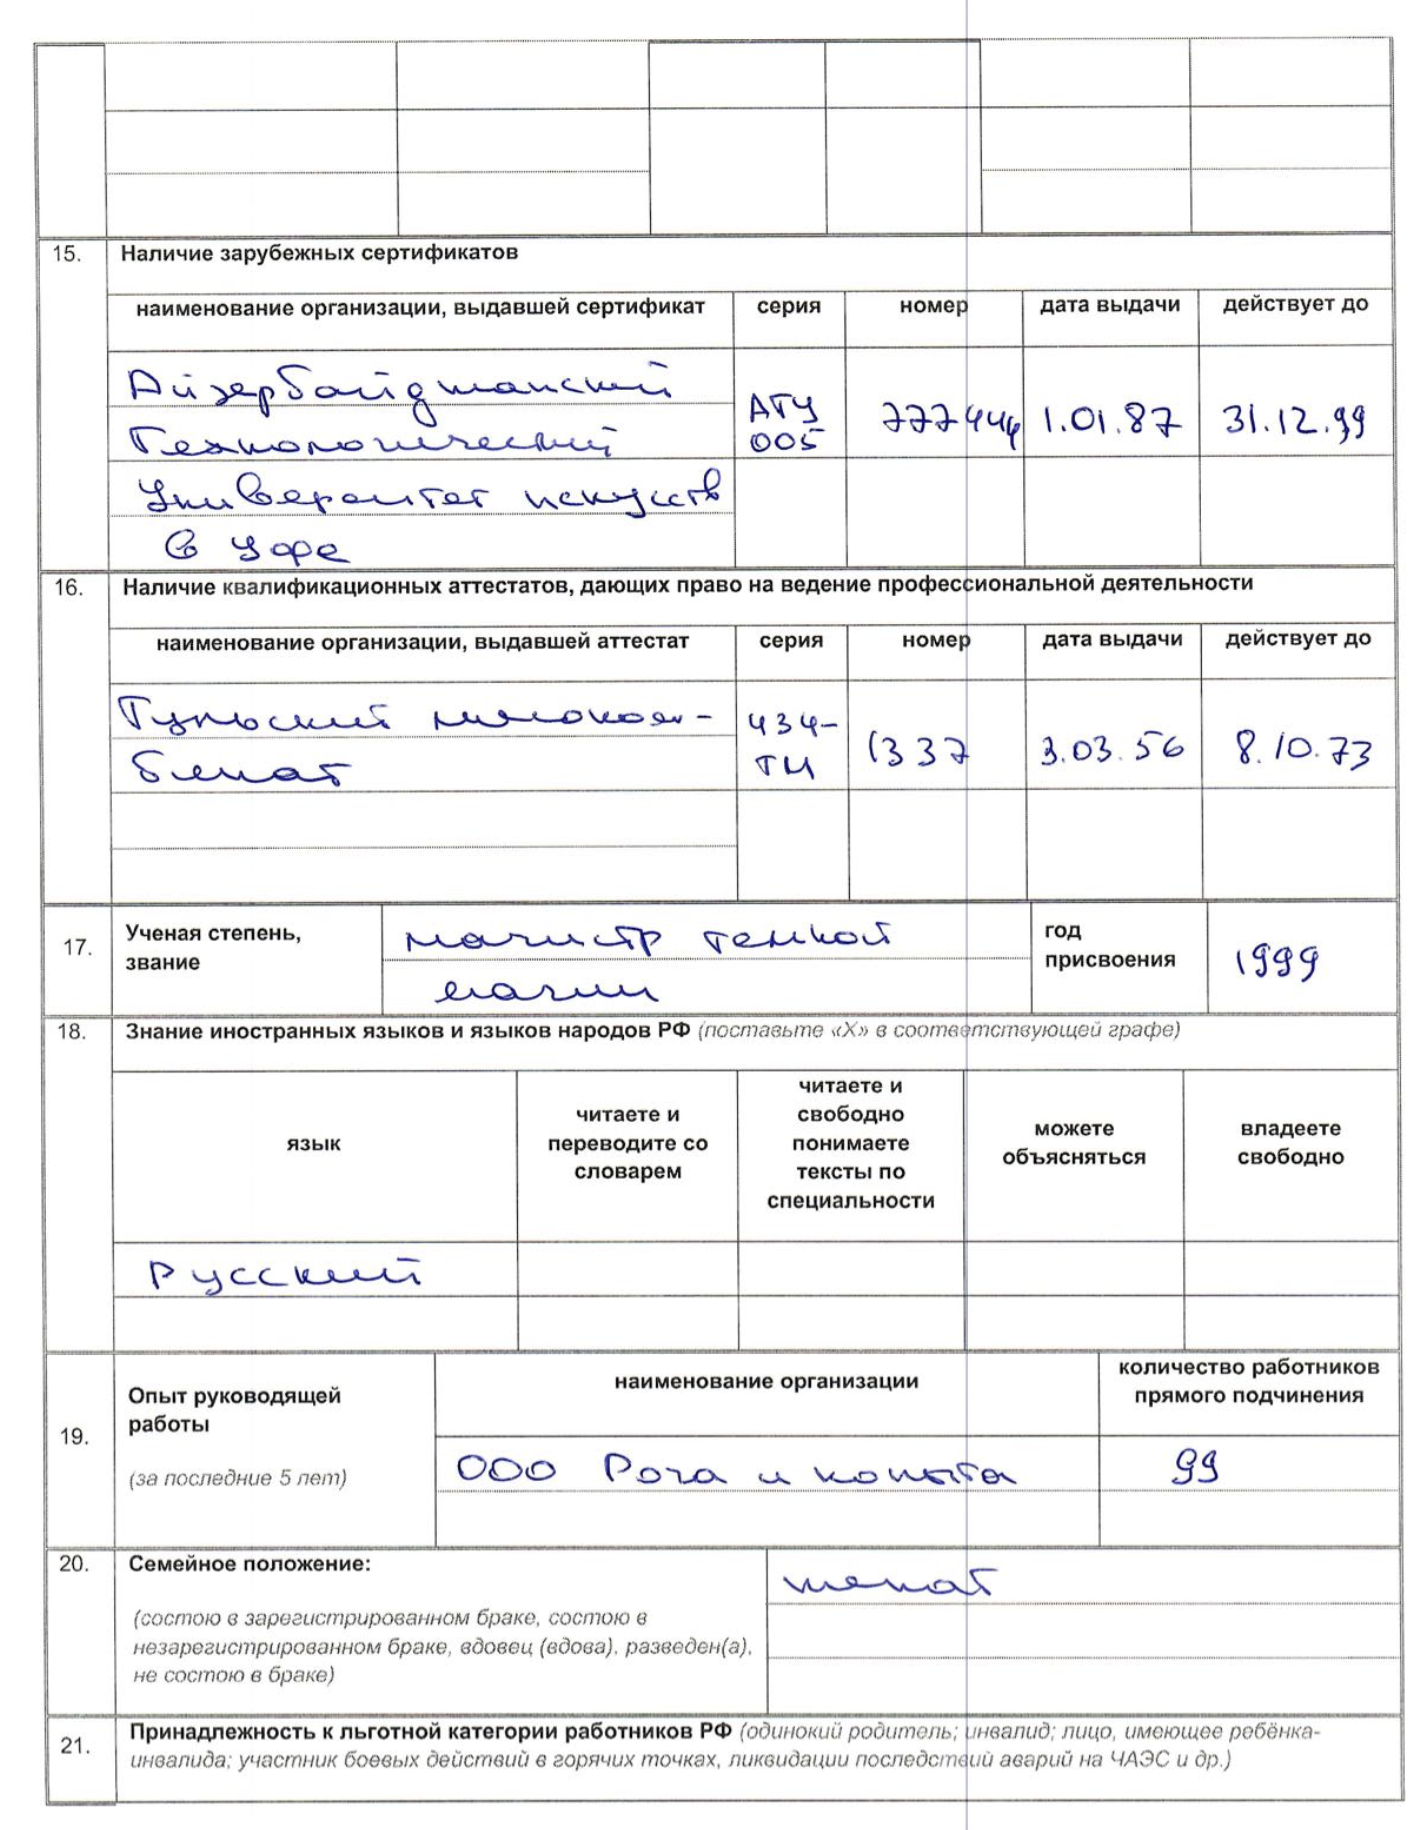 15. Наличие зарубежных сертификатов
наименование организации, выдавшей сертификат серия номер дата выдачи действует до
Айзербайджанский
Технологический
АТУ
005
777444 1.01.87 31.12.99
Университет искуств
в Уфе
16. Наличие квалификационных аттестатов, дающих право на ведение профессиональной деятельности
наименование организации, выдавшей аттестат серия номер дата выдачи действует до
Тульский мясоком-
бинат
434-
ТЦ
1337 3.03.56 8.10.73
17. Ученая степень,
звание
магистр темной
магии
год
присвоения
1999
18. Знание иностранных языков и языков народов РФ (поставьте «X» в соответствующей графе)
язык
читаете и
переводите со
словарем
читаете и
свободно
понимаете
тексты по
специальности
можете
объясняться
владеете
свободно
Русский
19. Опыт руководящей
работы
(за последние 5 лет)
наименование организации
количество работников
прямого подчинения
ООО Рога и копыта 99
20. Семейное положение:
(состою в зарегистрированном браке, состою в
незарегистрированном браке, вдовец (вдова), разведен(а),
не состою в браке)
женат
21. Принадлежность к льготной категории работников РФ (одинокий родитель; инвалид; лицо, имеющее ребёнка-
инвалида; участник боевых действий в горячих точках, ликвидации последствий аварий на ЧАЭС и др.)